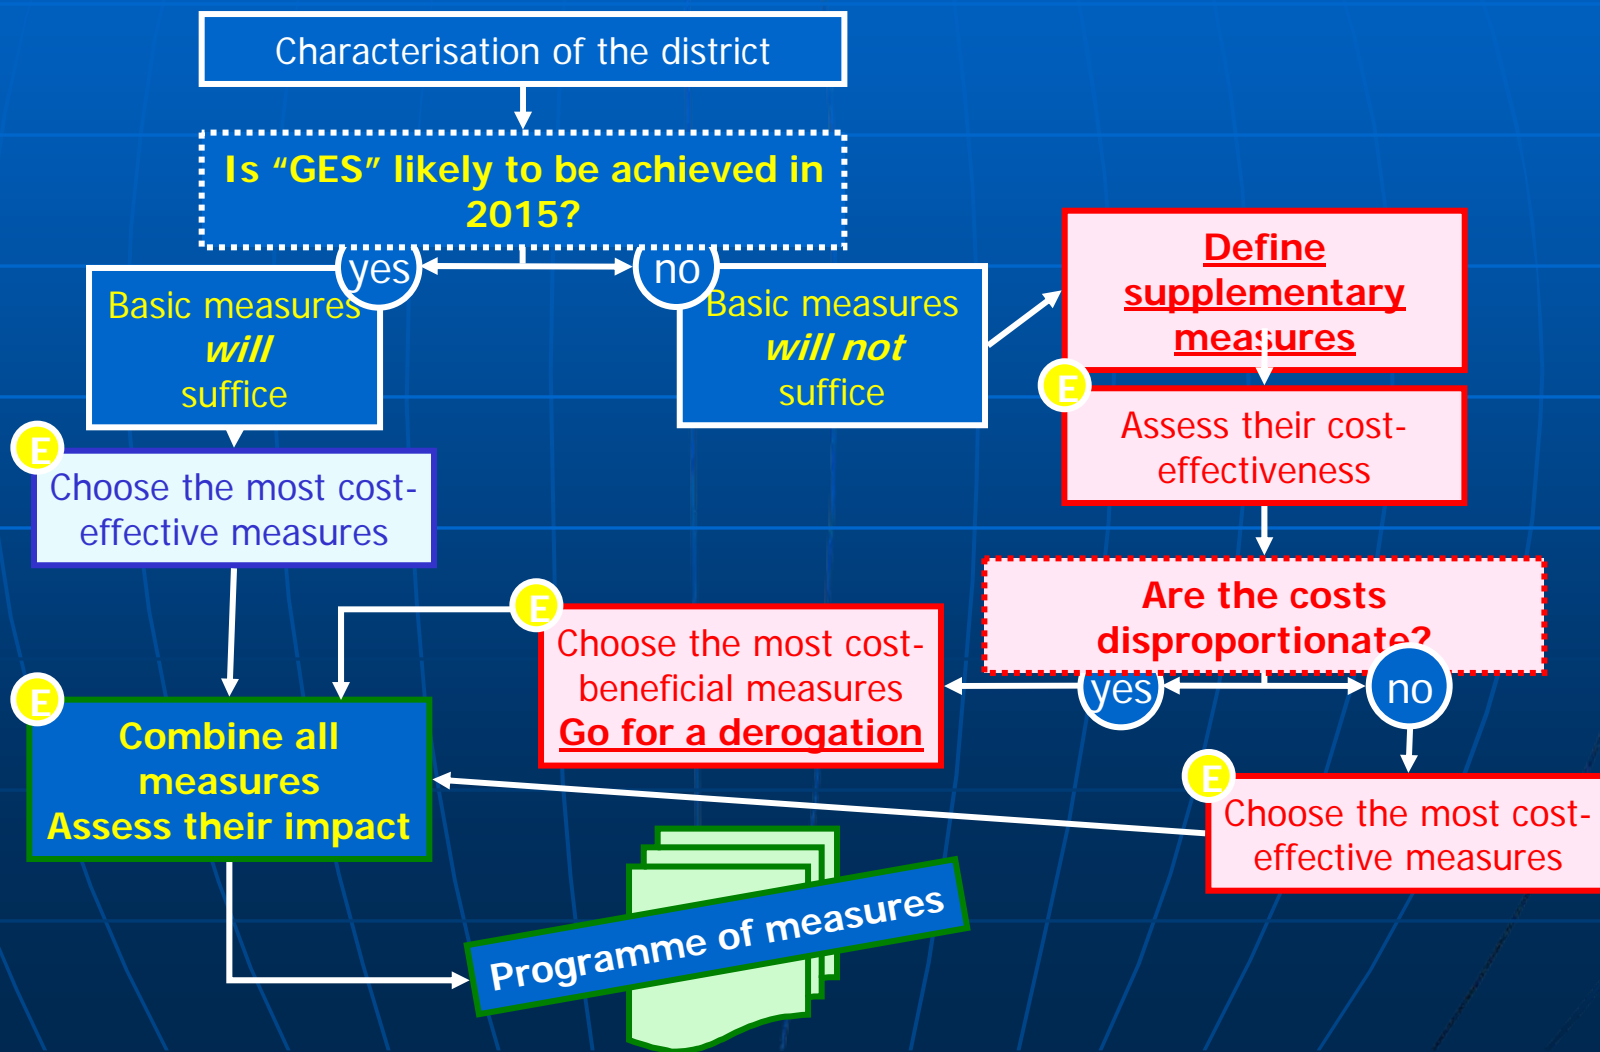 Characterisation of the district
Is “GES” likely to be achieved in
2015?
yes
no
Basic measures
will
suffice
Basic measures
will not
suffice
Define
supplementary
measures
E
Assess their cost-
effectiveness
E
Choose the most cost-
effective measures
Are the costs
disproportionate?
yes
no
E
Choose the most cost-
beneficial measures
Go for a derogation
E
Combine all
measures
Assess their impact
E
Choose the most cost-
effective measures
Programme of measures